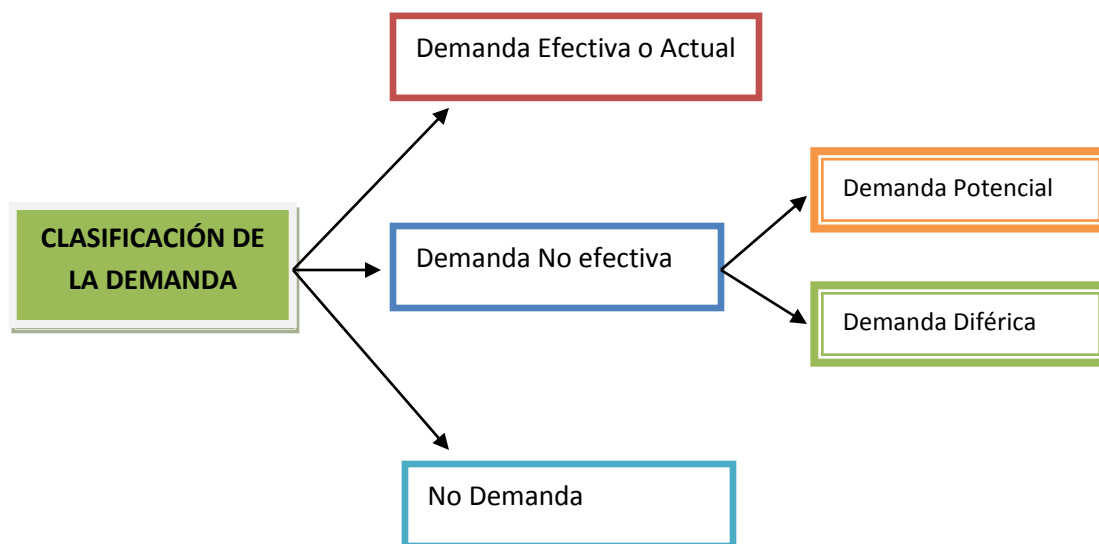 Demanda Efectiva o Actual
CLASIFICACIÓN DE
LA DEMANDA
Demanda No efectiva
Demanda Potencial
Demanda Diférica
No Demanda